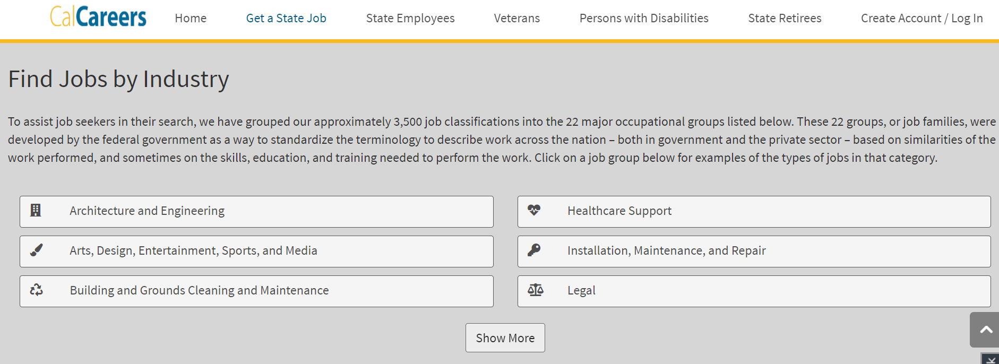 CalCareers
Home
Get a State Job
State Employees
Veterans
Persons with Disabilities
State Retirees
Create Account / Log In
Find Jobs by Industry
To assist job seekers in their search, we have grouped our approximately 3,500 job classifications into the 22 major occupational groups listed below. These 22 groups, or job families, were
developed by the federal government as a way to standardize the terminology to describe work across the nation – both in government and the private sector – based on similarities of the
work performed, and sometimes on the skills, education, and training needed to perform the work. Click on a job group below for examples of the types of jobs in that category.
Architecture and Engineering
Healthcare Support
Arts, Design, Entertainment, Sports, and Media
Installation, Maintenance, and Repair
Building and Grounds Cleaning and Maintenance
Legal
Show More